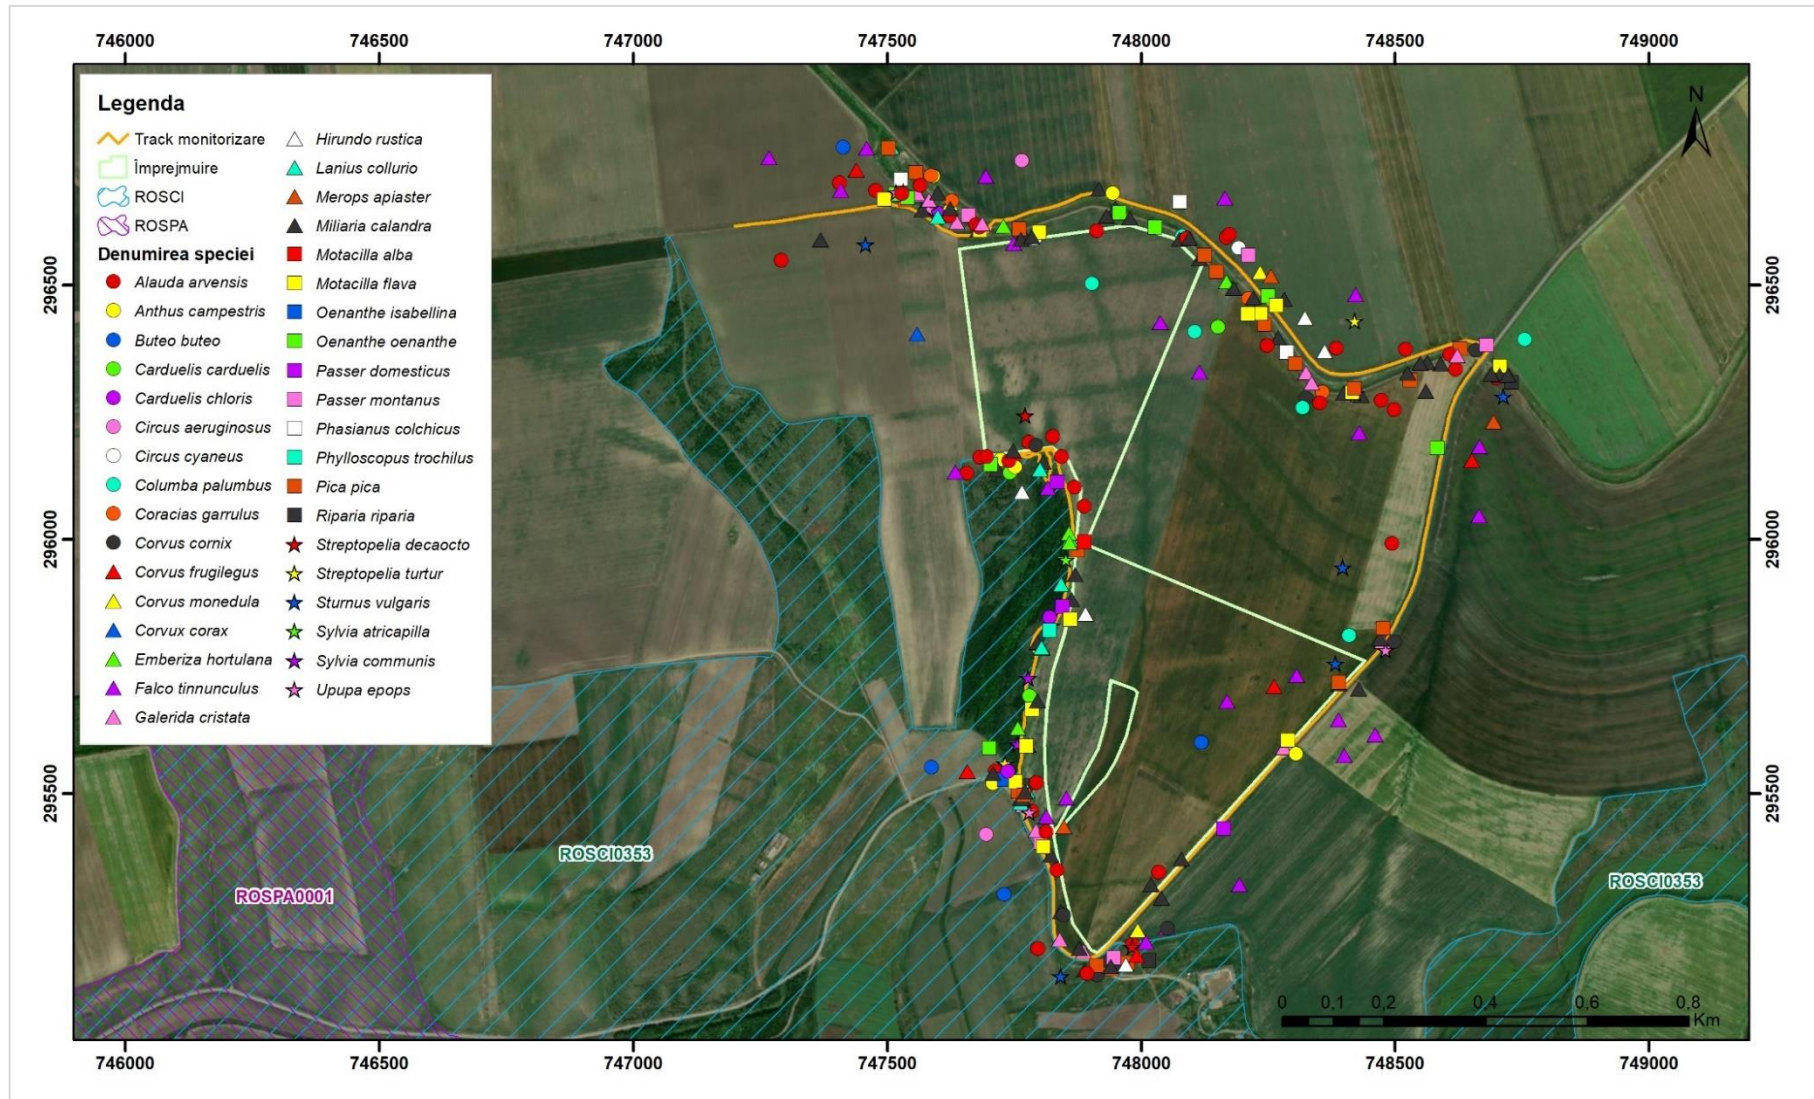 746000 746500 747000 747500 748000 748500 749000
Legenda
Track monitorizare
Împrejmuire
ROSCI
ROSPA
Denumirea speciei
Alauda arvensis
Anthus campestris
Buteo buteo
Carduelis carduelis
Carduelis chloris
Circus aeruginosus
Circus cyaneus
Columba palumbus
Coracias garrulus
Corvus cornix
Corvus frugilegus
Corvus monedula
Corvux corax
Emberiza hortulana
Falco tinnunculus
Galerida cristata
Hirundo rustica
Lanius collurio
Merops apiaster
Miliaria calandra
Motacilla alba
Motacilla flava
Oenanthe isabellina
Oenanthe oenanthe
Passer domesticus
Passer montanus
Phasianus colchicus
Phylloscopus trochilus
Pica pica
Riparia riparia
Streptopelia decaocto
Streptopelia turtur
Sturnus vulgaris
Sylvia atricapilla
Sylvia communis
Upupa epops
N
296500
296500
296000
296000
295500
295500
ROSCI0353
ROSPA0001
ROSCI0353
0 0,1 0,2 0,4 0,6 0,8
Km
746000 746500 747000 747500 748000 748500 749000